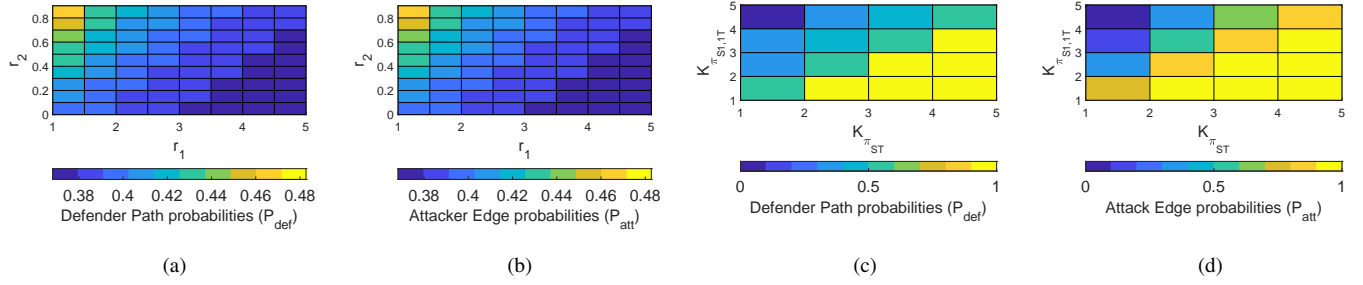 0.8
0.6
r2
0.4
0.2
0
1 2 3 4 5
r1
0.38 0.4 0.42 0.44 0.46 0.48
Defender Path probabilities (Pdef)
(a)
0.8
0.6
r2
0.4
0.2
0
1 2 3 4 5
r1
0.38 0.4 0.42 0.44 0.46 0.48
Attacker Edge probabilities (Patt)
(b)
5
4
KπS1,1T
3
2
1
1 2 3 4 5
KπST
0 0.5 1
Defender Path probabilities (Pdef)
(c)
5
4
KπS1,1T
3
2
1
1 2 3 4 5
KπST
0 0.5 1
Attack Edge probabilities (Patt)
(d)